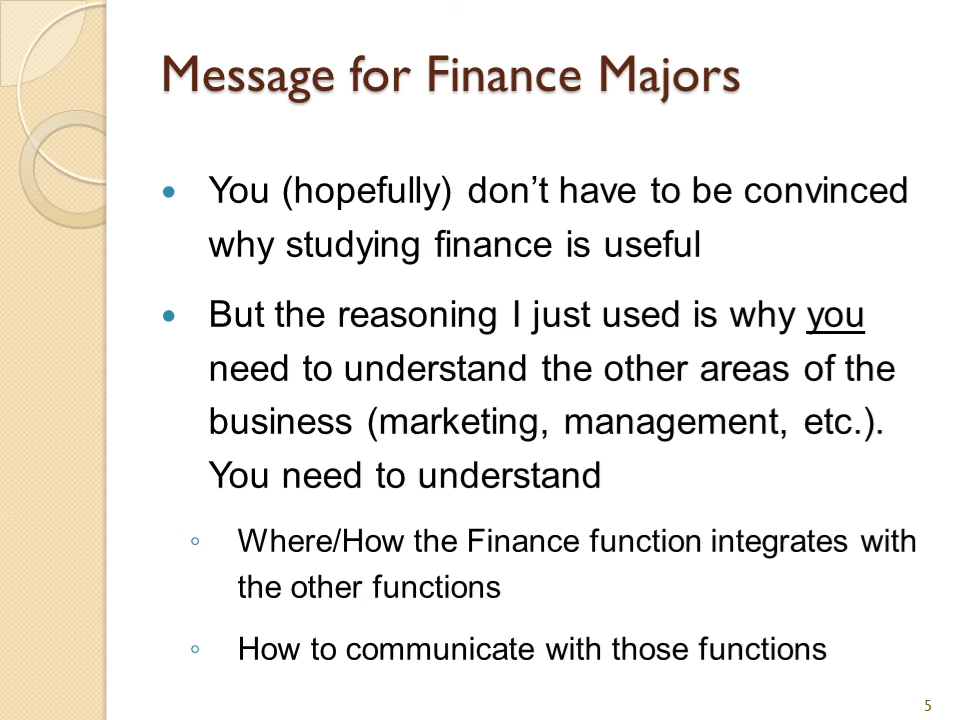 Message for Finance Majors
• You (hopefully) don’t have to be convinced
why studying finance is useful
• But the reasoning I just used is why you
need to understand the other areas of the
business (marketing, management, etc.).
You need to understand
◦ Where/How the Finance function integrates with
the other functions
◦ How to communicate with those functions
5